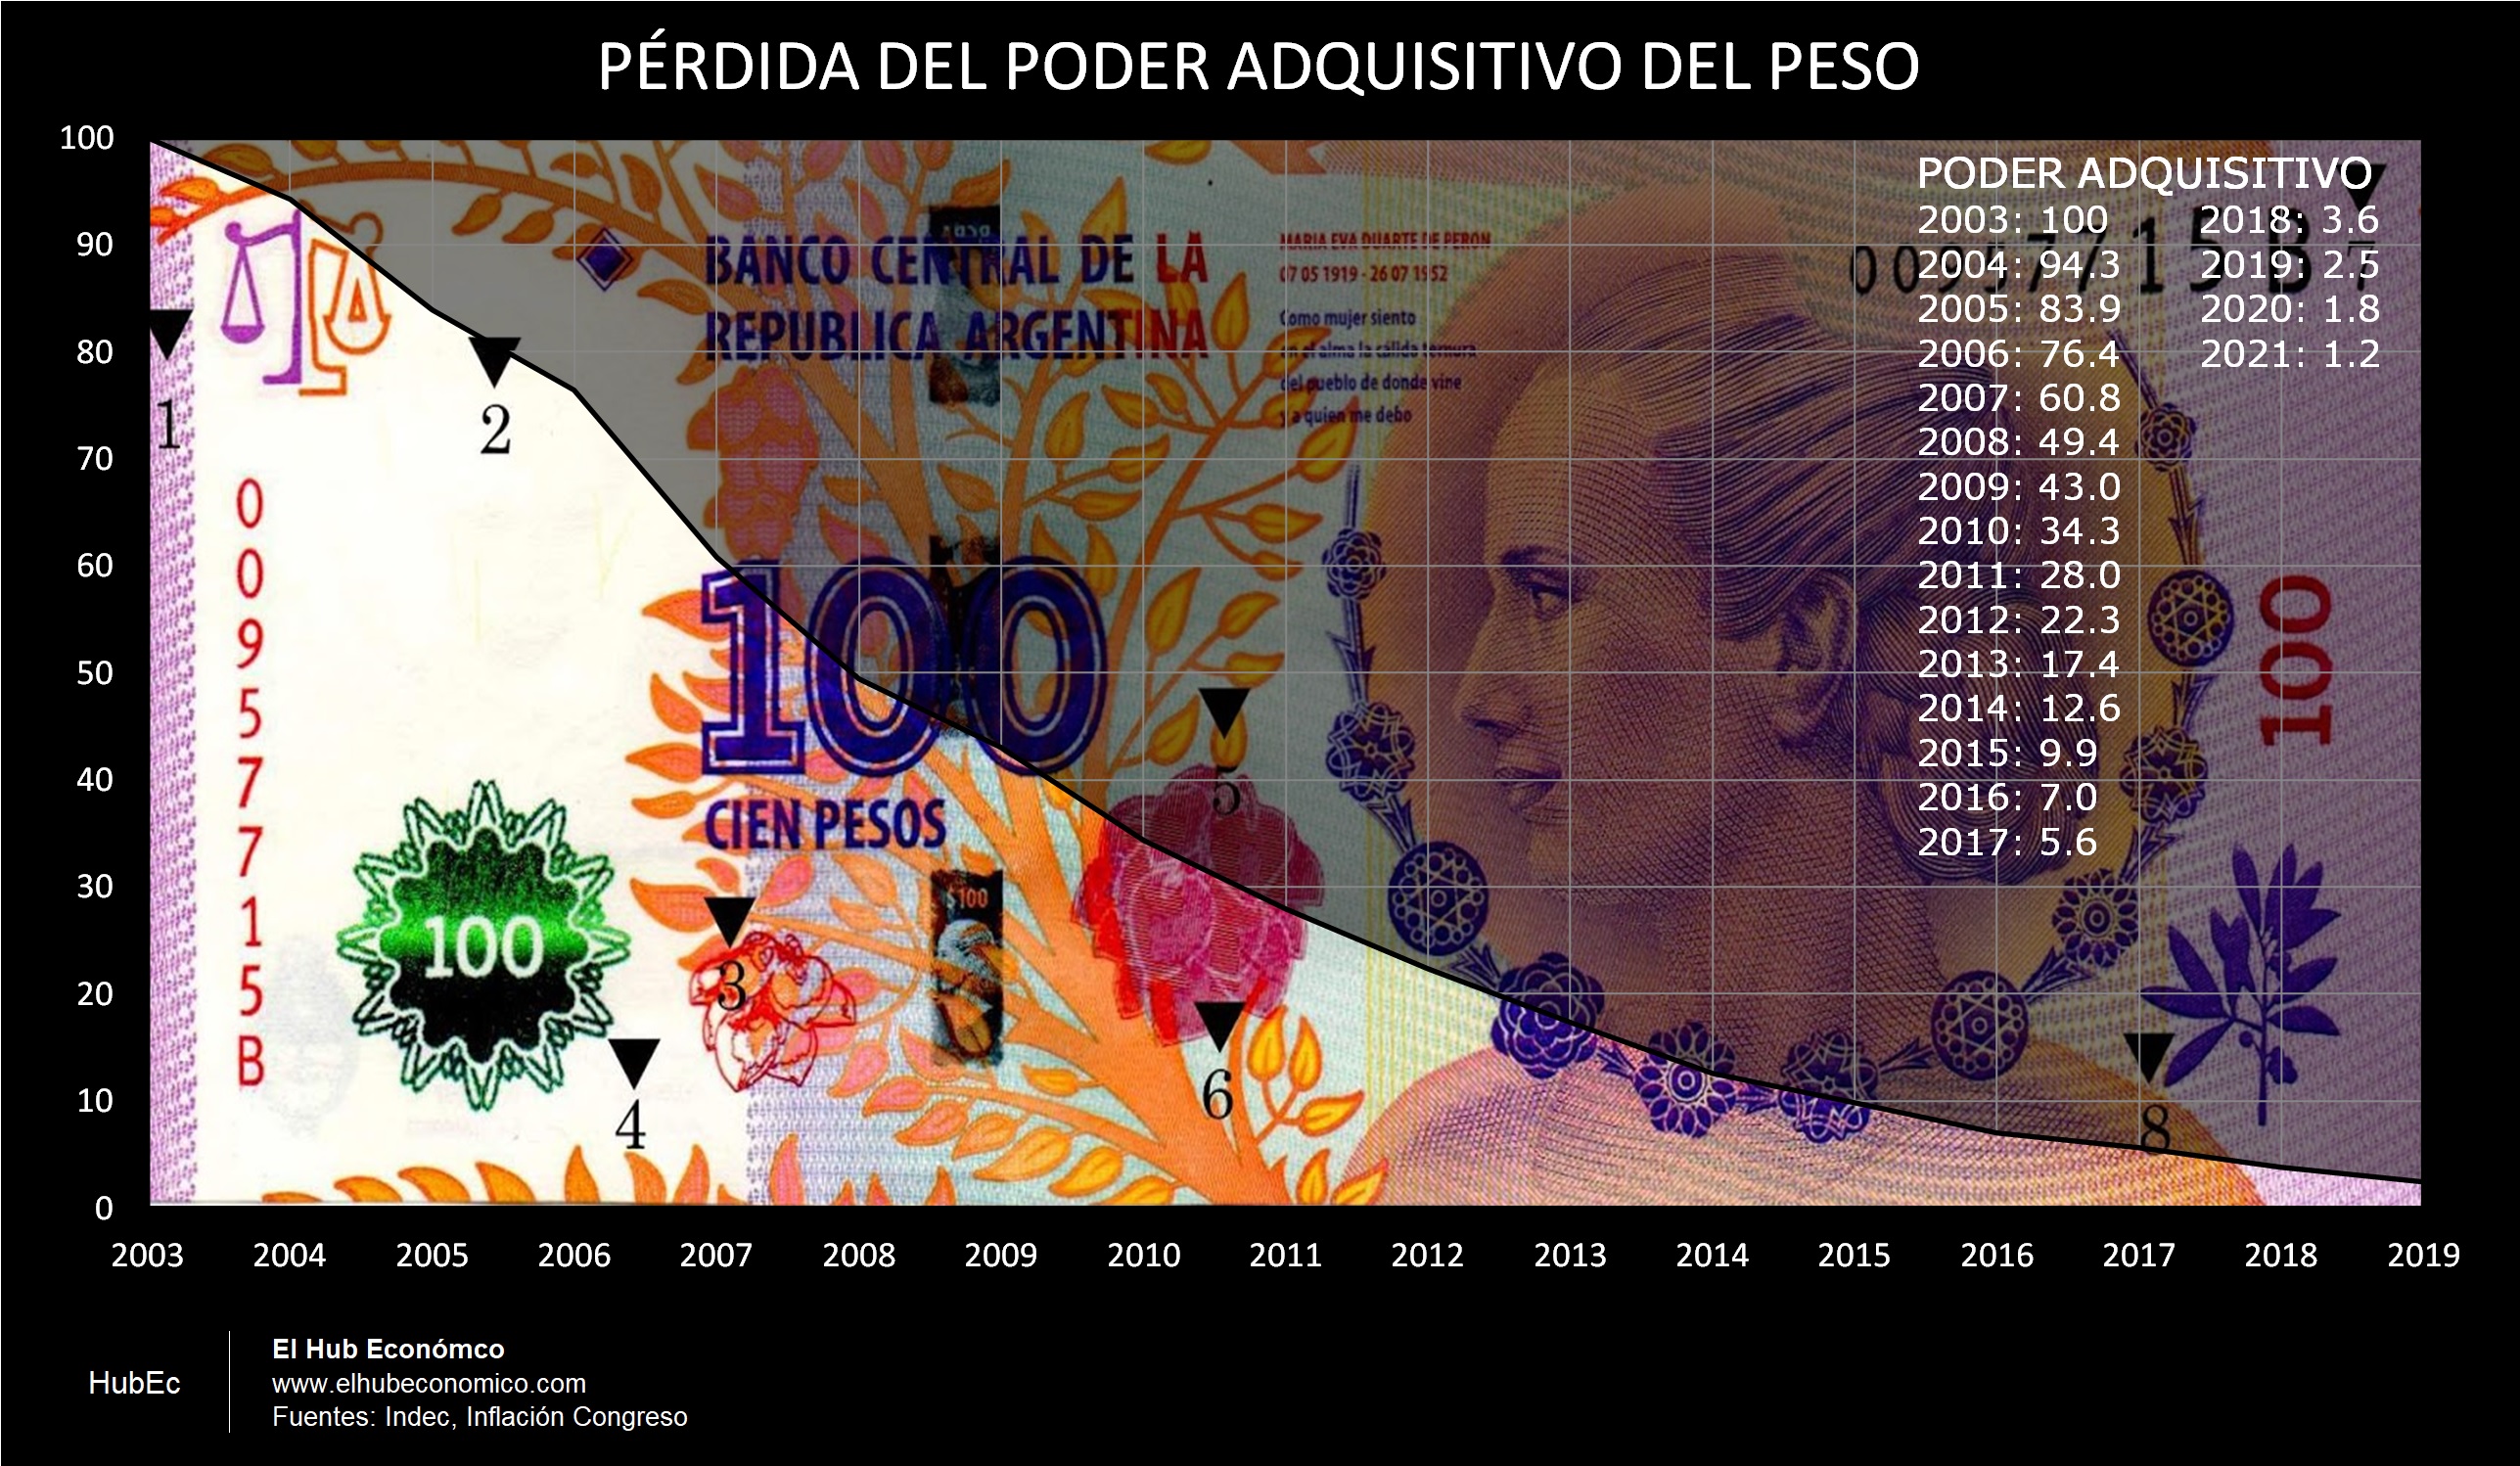 PÉRDIDA DEL PODER ADQUISITIVO DEL PESO
100
90
80
70
60
50
40
30
20
10
0
2003 2004 2005 2006 2007 2008 2009 2010 2011 2012 2013 2014 2015 2016 2017 2018 2019
PODER ADQUISITIVO
2003: 100 2018: 3.6
2004: 94.3 2019: 2.5
2005: 83.9 2020: 1.8
2006: 76.4 2021: 1.2
2007: 60.8
2008: 49.4
2009: 43.0
2010: 34.3
2011: 28.0
2012: 22.3
2013: 17.4
2014: 12.6
2015: 9.9
2016: 7.0
2017: 5.6
BANCO CENTRAL DE LA
REPUBLICA ARGENTINA
MARIA EVA DUARTE DE PERON
07 05 1919 - 26 07 1952
Como mujer siento
en el alma la cálida ternura
del pueblo de donde vine
y a quien me debo
1
2
00957715B
100
CIEN PESOS
100
$100
3
4
5
6
8
100
HubEc
El Hub Económco
www.elhubeconomico.com
Fuentes: Indec, Inflación Congreso